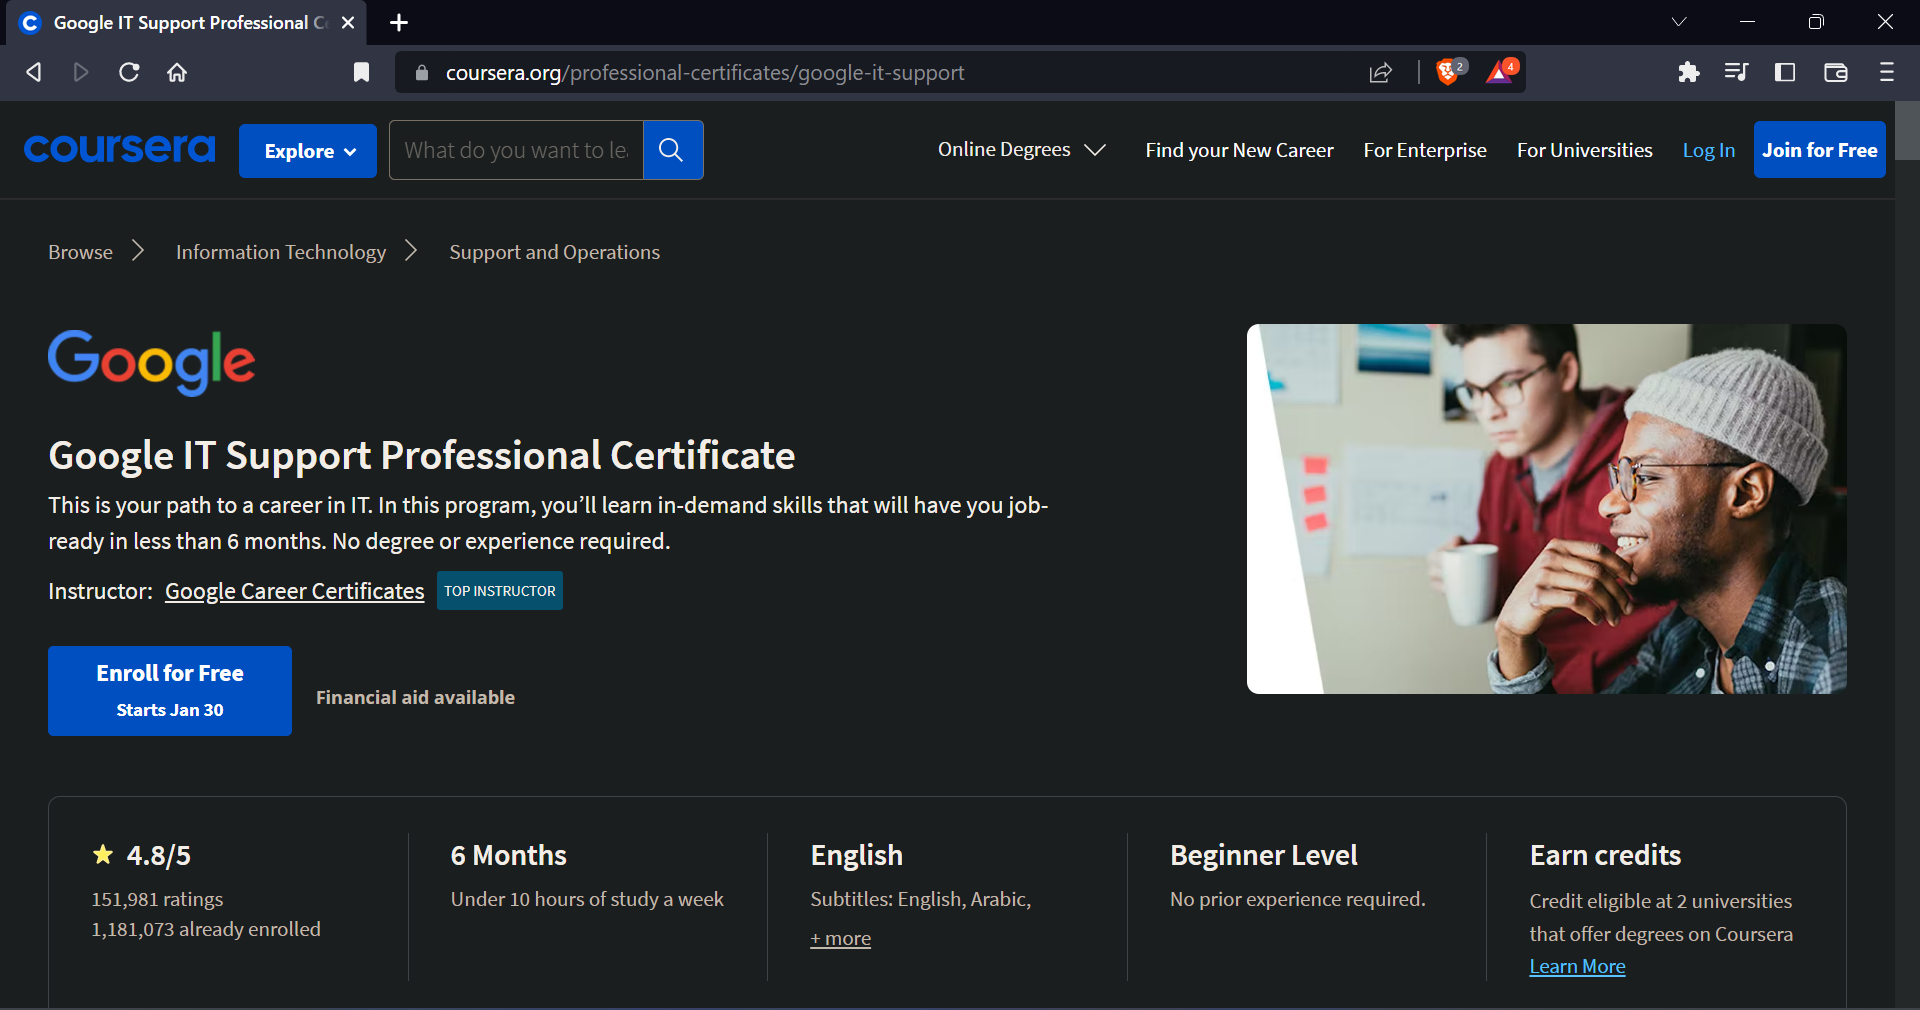 Google IT Support Professional C
coursera.org/professional-certificates/google-it-support
2
4
coursera
Explore
What do you want to le
Online Degrees
Find your New Career
For Enterprise
For Universities
Log In
Join for Free
Browse
Information Technology
Support and Operations
Google
Google IT Support Professional Certificate
This is your path to a career in IT. In this program, you’ll learn in-demand skills that will have you job-
ready in less than 6 months. No degree or experience required.
Instructor: Google Career Certificates TOP INSTRUCTOR
Enroll for Free
Starts Jan 30
Financial aid available
4.8/5
151,981 ratings
1,181,073 already enrolled
6 Months
Under 10 hours of study a week
English
Subtitles: English, Arabic,
+ more
Beginner Level
No prior experience required.
Earn credits
Credit eligible at 2 universities
that offer degrees on Coursera
Learn More